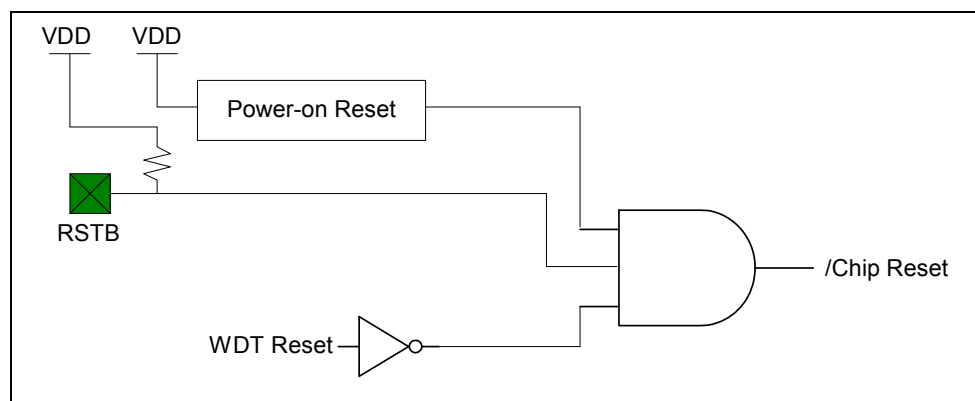 VDD
VDD
Power-on Reset
RSTB
/Chip Reset
WDT Reset